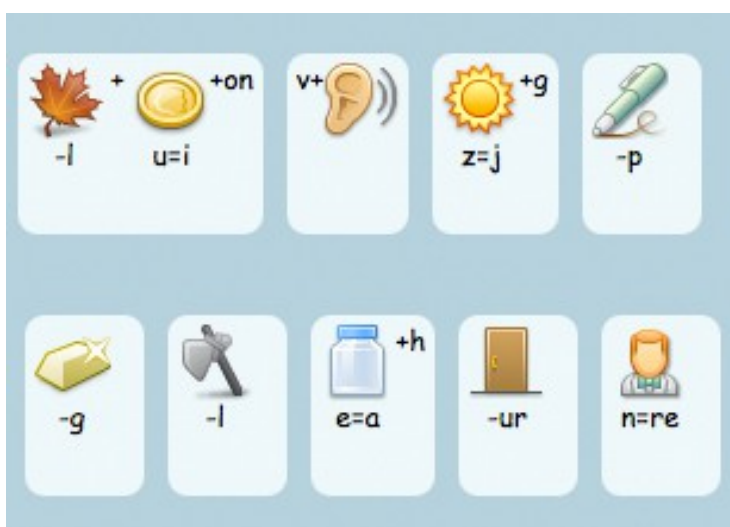 + +on v+ +g
-l u=i z=j -p
+h
-g -l e=a -ur n=re